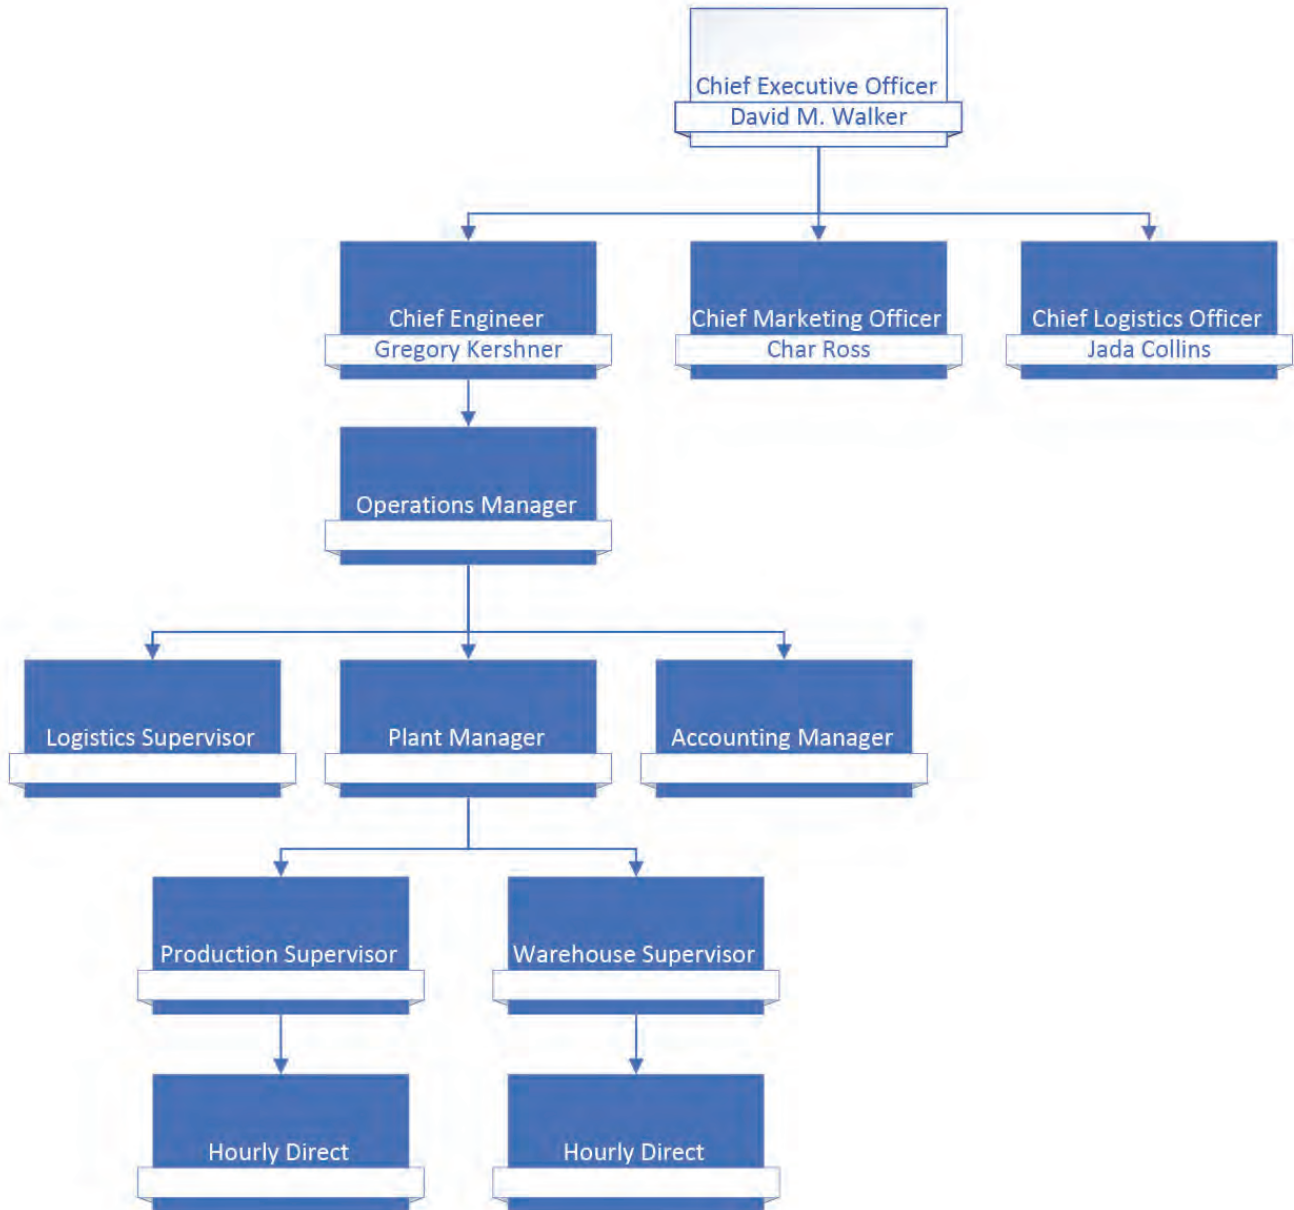 Chief Executive Officer
David M. Walker
Chief Engineer
Gregory Kershner
Chief Marketing Officer
Char Ross
Chief Logistics Officer
Jada Collins
Operations Manager
Logistics Supervisor
Plant Manager
Accounting Manager
Production Supervisor
Warehouse Supervisor
Hourly Direct
Hourly Direct